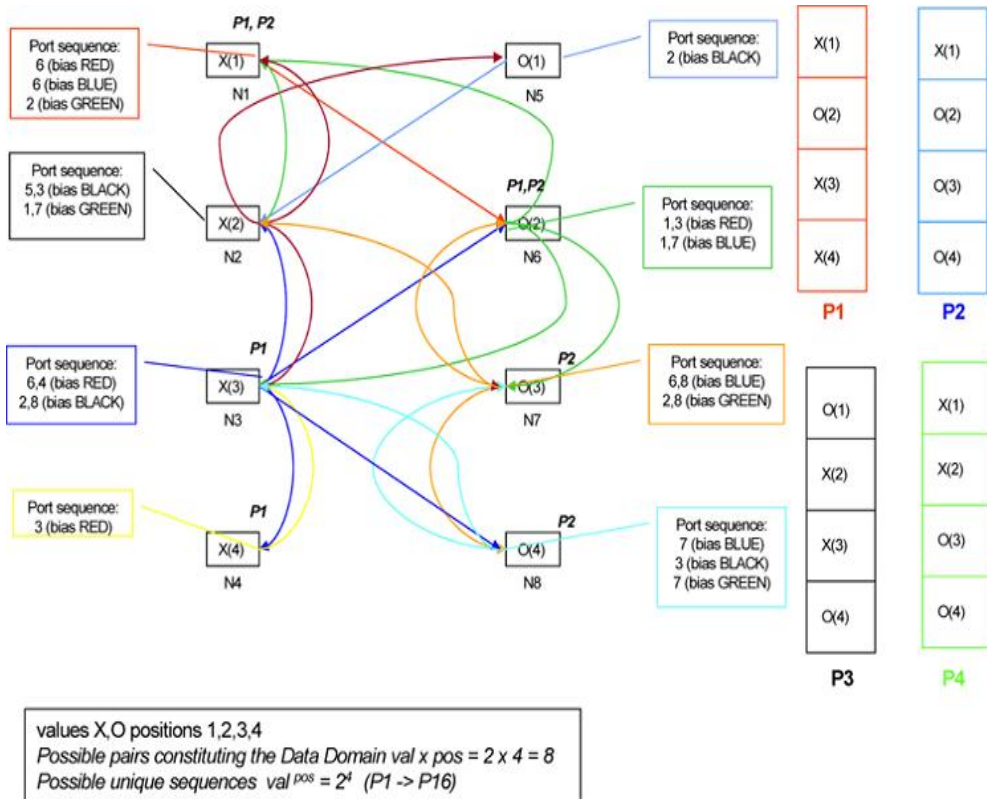 P1, P2
Port sequence:
6 (bias RED)
6 (bias BLUE)
2 (bias GREEN)
X(1)
N1
O(1)
N5
Port sequence:
2 (bias BLACK)
Port sequence:
5,3 (bias BLACK)
1,7 (bias GREEN)
X(2)
N2
P1,P2
O(2)
N6
Port sequence:
1,3 (bias RED)
1,7 (bias BLUE)
Port sequence:
6,4 (bias RED)
2,8 (bias BLACK)
P1
X(3)
N3
P2
O(3)
N7
Port sequence:
6,8 (bias BLUE)
2,8 (bias GREEN)
Port sequence:
3 (bias RED)
P1
X(4)
N4
P2
O(4)
N8
Port sequence:
7 (bias BLUE)
3 (bias BLACK)
7 (bias GREEN)
X(1)
O(2)
X(3)
X(4)
P1
X(1)
O(2)
O(3)
O(4)
P2
O(1)
X(2)
X(3)
O(4)
P3
X(1)
X(2)
O(3)
O(4)
P4
values X,O positions 1,2,3,4
Possible pairs constituting the Data Domain val x pos = 2 x 4 = 8
Possible unique sequences val ᵖᵒˢ = 2⁴ (P1 -> P16)